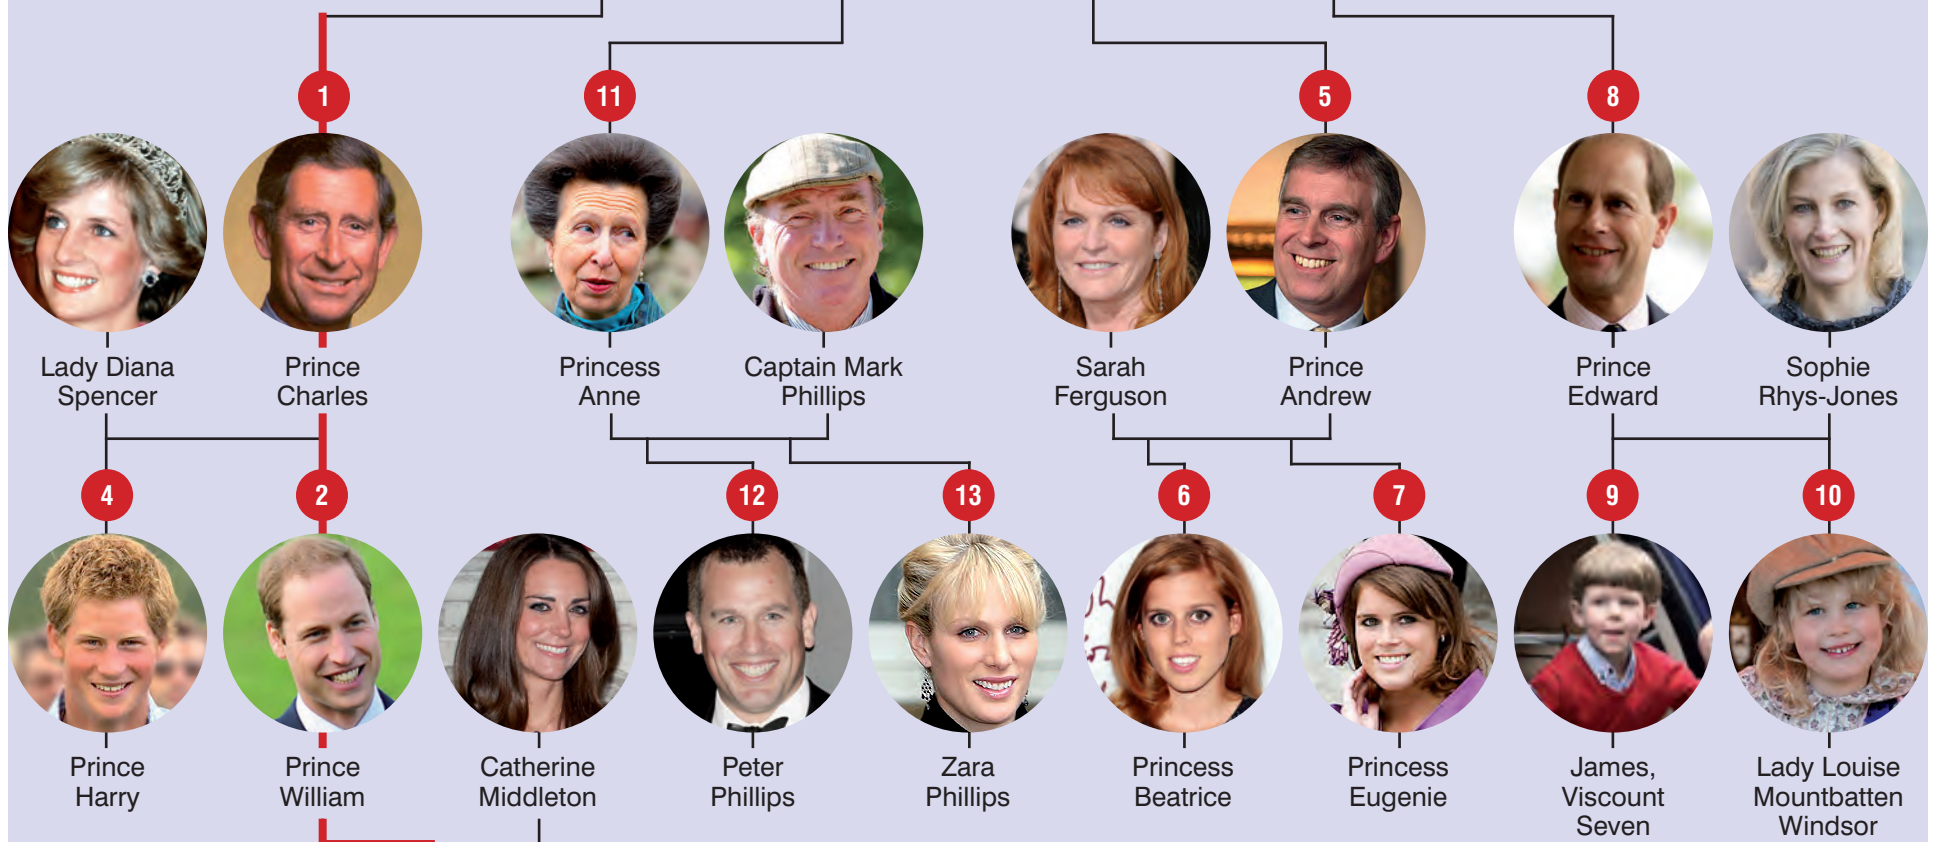 1
11
5
8
Lady Diana
Spencer
Prince
Charles
Princess
Anne
Captain Mark
Phillips
Sarah
Ferguson
Prince
Andrew
Prince
Edward
Sophie
Rhys-Jones
4
2
12
13
6
7
9
10
Prince
Harry
Prince
William
Catherine
Middleton
Peter
Phillips
Zara
Phillips
Princess
Beatrice
Princess
Eugenie
James,
Viscount
Seven
Lady Louise
Mountbatten
Windsor